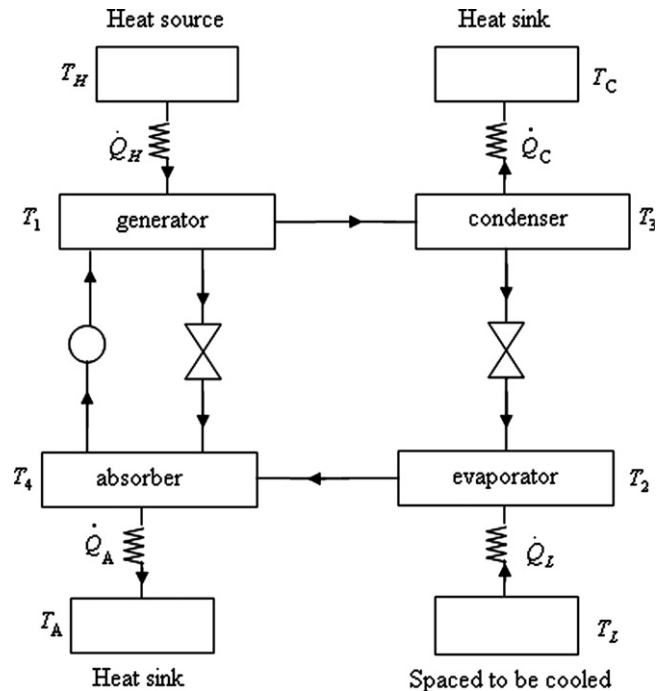 Heat source
Heat sink
T_H
T_C
Q̇_H
Q̇_C
T_1
generator
condenser
T_3
T_4
absorber
evaporator
T_2
Q̇_A
Q̇_L
T_A
T_L
Heat sink
Spaced to be cooled